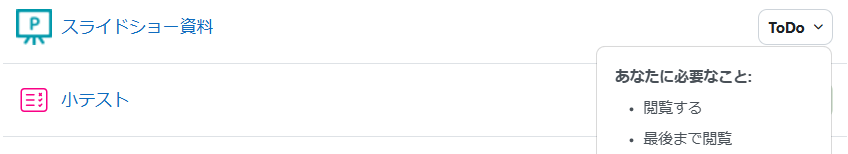 P
スライドショー資料
ToDo
あなたに必要なこと:
• 閲覧する
小テスト
• 最後まで閲覧